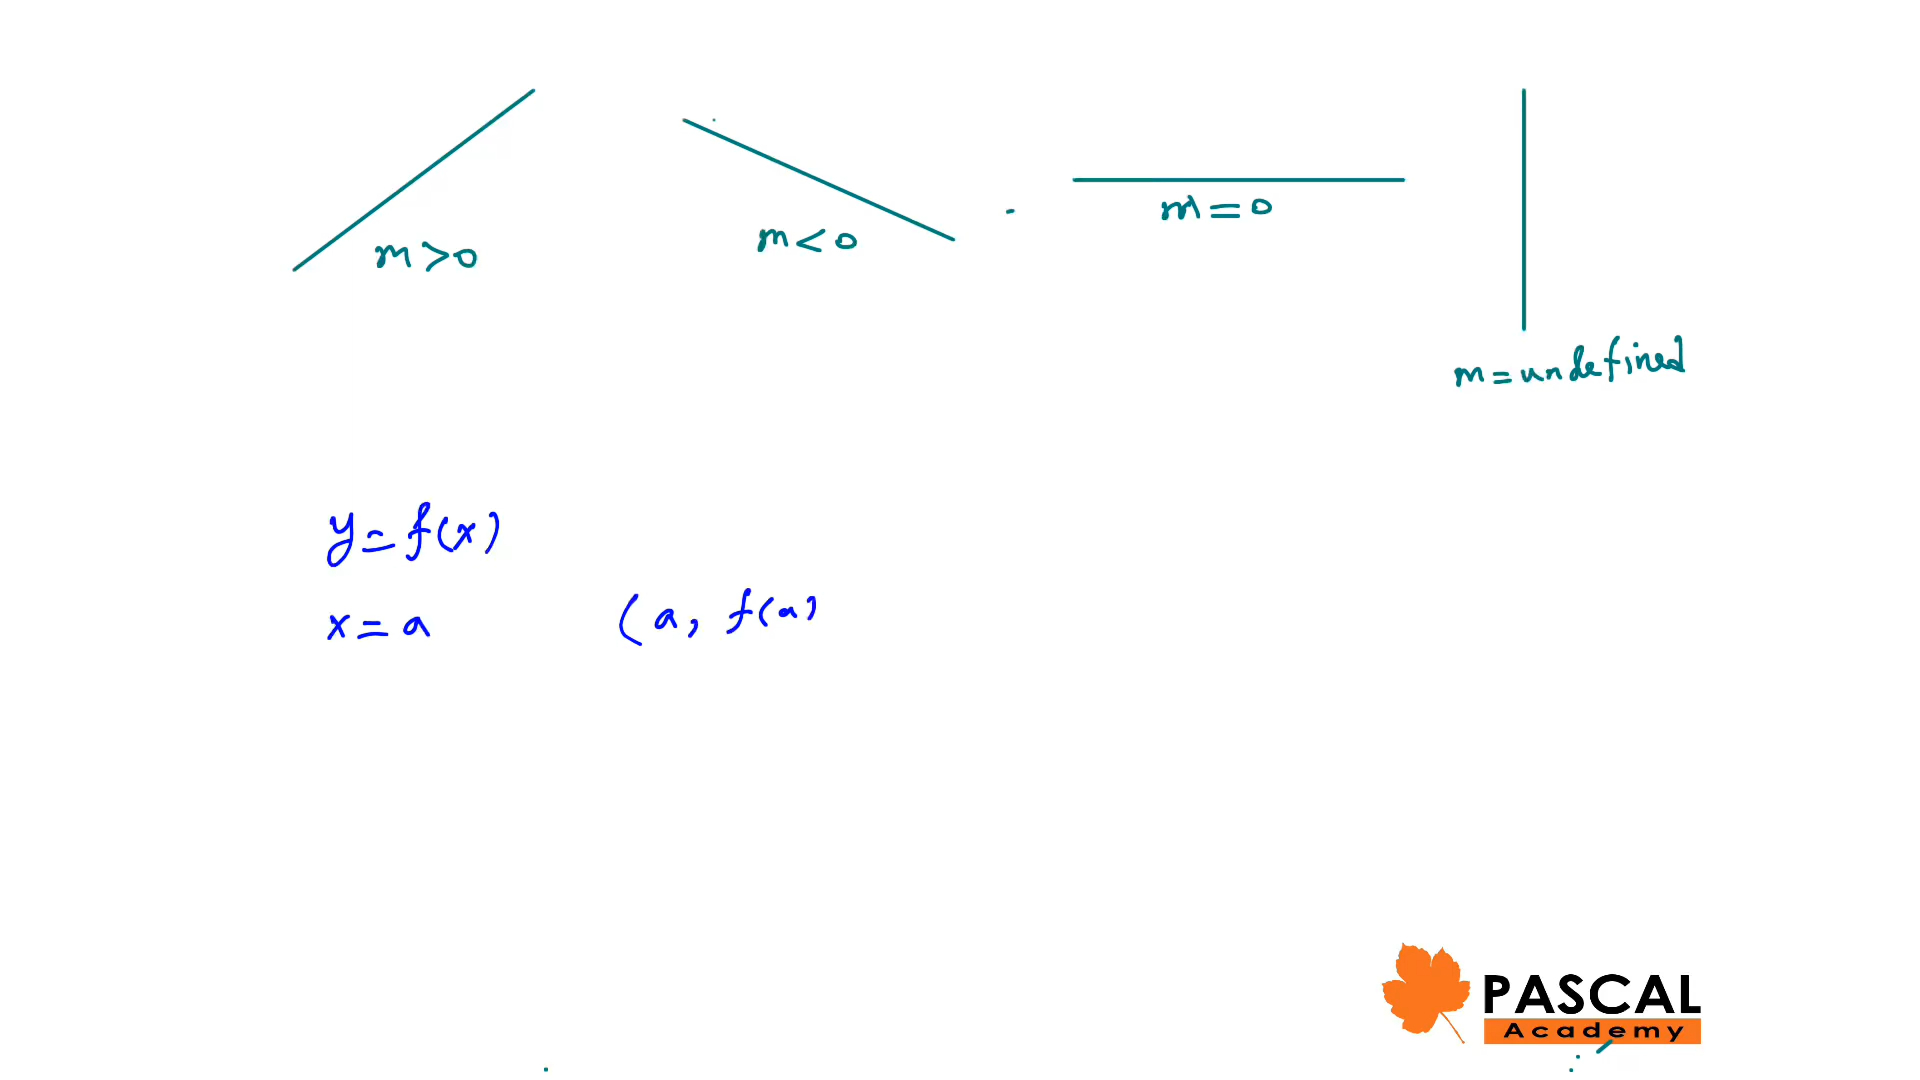 m>0
m<0
m=0
m=undefined
y=f(x)
x=a (a, f(a)
PASCAL
Academy